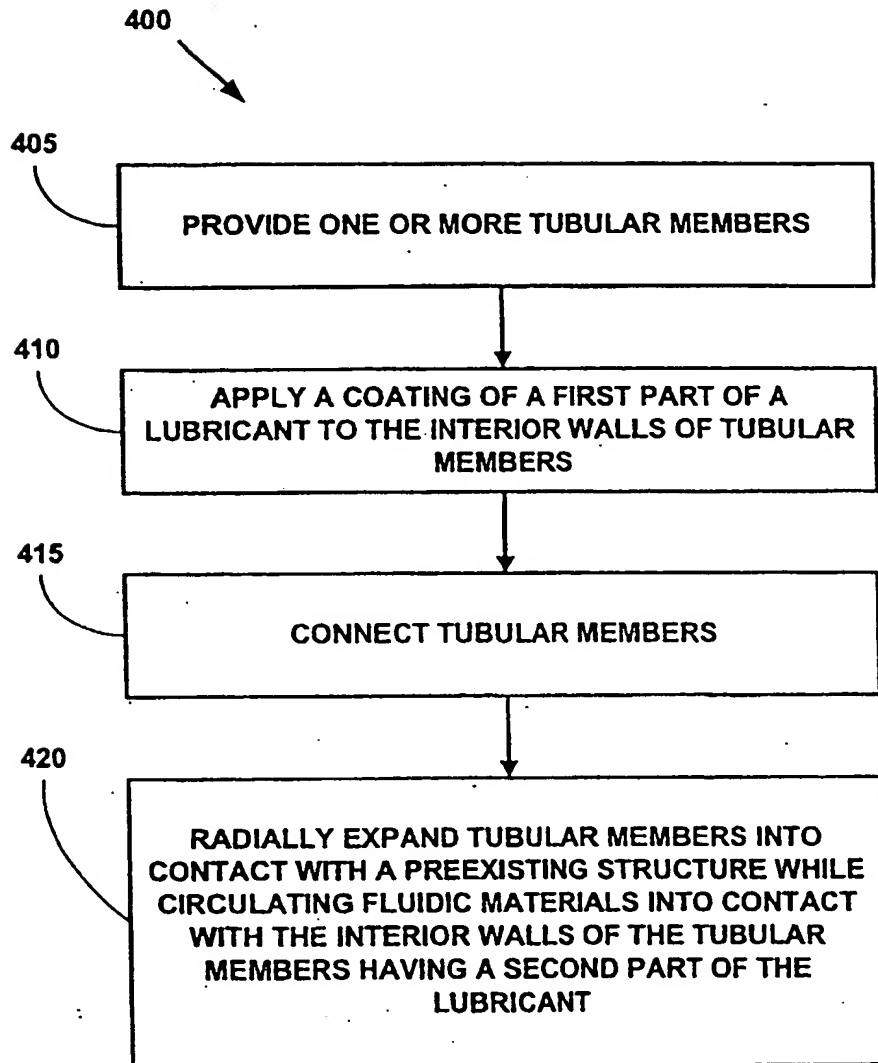 400
405
PROVIDE ONE OR MORE TUBULAR MEMBERS
410
APPLY A COATING OF A FIRST PART OF A
LUBRICANT TO THE INTERIOR WALLS OF TUBULAR
MEMBERS
415
CONNECT TUBULAR MEMBERS
420
RADIALLY EXPAND TUBULAR MEMBERS INTO
CONTACT WITH A PREEXISTING STRUCTURE WHILE
CIRCULATING FLUIDIC MATERIALS INTO CONTACT
WITH THE INTERIOR WALLS OF THE TUBULAR
MEMBERS HAVING A SECOND PART OF THE
LUBRICANT